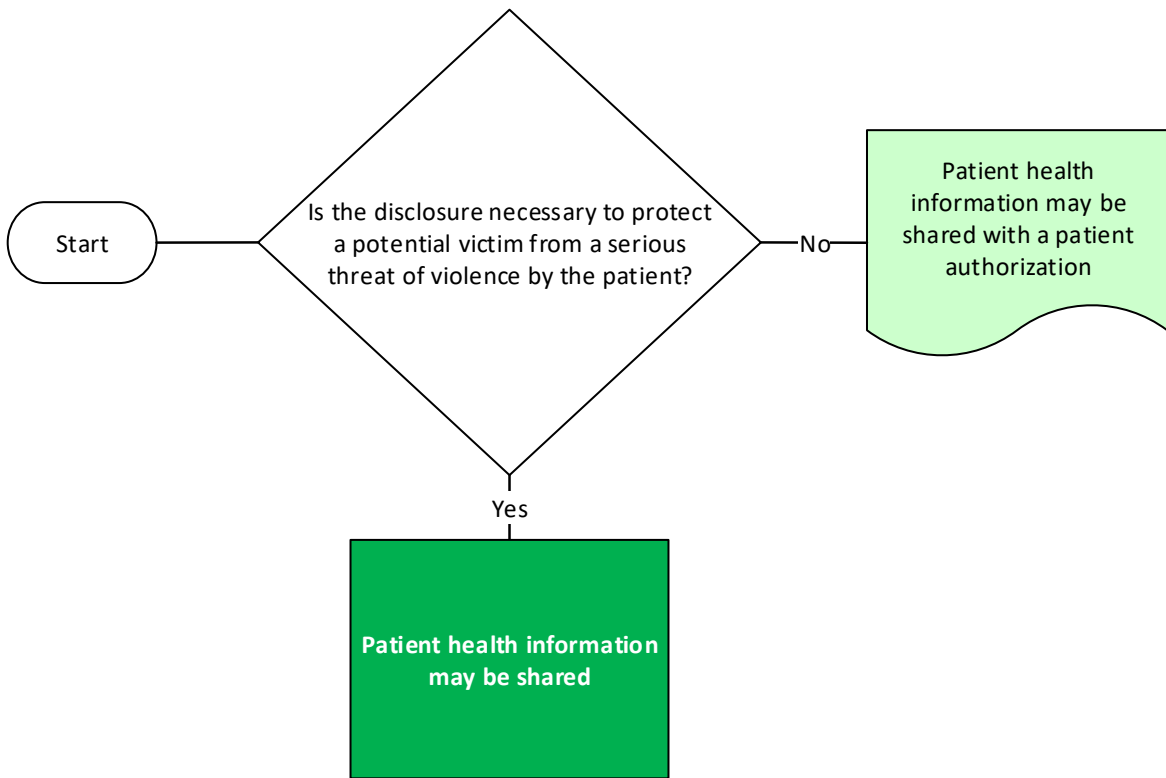 Start
Is the disclosure necessary to protect
a potential victim from a serious
threat of violence by the patient?
No
Patient health
information may be
shared with a patient
authorization
Yes
Patient health information
may be shared